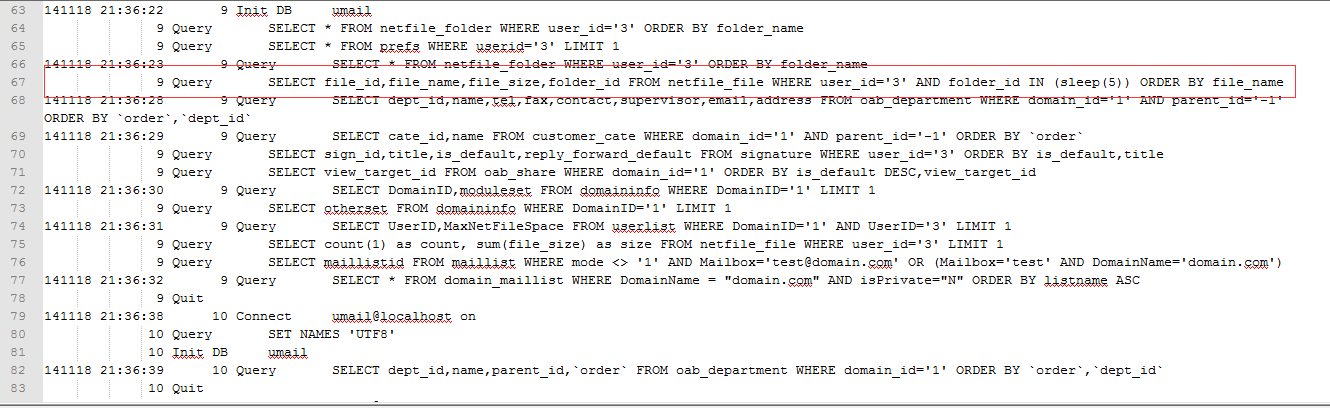 63 141118 21:36:22 9 Init DB umail
64 9 Query SELECT * FROM netfile_folder WHERE user_id='3' ORDER BY folder_name
65 9 Query SELECT * FROM prefs WHERE userid='3' LIMIT 1
66 141118 21:36:23 9 Query SELECT * FROM netfile_folder WHERE user_id='3' ORDER BY folder_name
67 9 Query SELECT file_id,file_name,file_size,folder_id FROM netfile_file WHERE user_id='3' AND folder_id IN (sleep(5)) ORDER BY file_name
68 141118 21:36:28 9 Query SELECT dept_id,name,tel,fax,contact,supervisor,email,address FROM oab_department WHERE domain_id='1' AND parent_id='-1'
ORDER BY `order`,`dept_id`
69 141118 21:36:29 9 Query SELECT cate_id,name FROM customer_cate WHERE domain_id='1' AND parent_id='-1' ORDER BY `order`
70 9 Query SELECT sign_id,title,is_default,reply_forward_default FROM signature WHERE user_id='3' ORDER BY is_default,title
71 9 Query SELECT view_target_id FROM oab_share WHERE domain_id='1' ORDER BY is_default DESC,view_target_id
72 141118 21:36:30 9 Query SELECT DomainID,moduleset FROM domaininfo WHERE DomainID='1' LIMIT 1
73 9 Query SELECT otherset FROM domaininfo WHERE DomainID='1' LIMIT 1
74 141118 21:36:31 9 Query SELECT UserID,MaxNetFileSpace FROM userlist WHERE DomainID='1' AND UserID='3' LIMIT 1
75 9 Query SELECT count(1) as count, sum(file_size) as size FROM netfile_file WHERE user_id='3' LIMIT 1
76 9 Query SELECT maillistid FROM maillist WHERE mode <> '1' AND Mailbox='test@domain.com' OR (Mailbox='test' AND DomainName='domain.com')
77 141118 21:36:32 9 Query SELECT * FROM domain_maillist WHERE DomainName = "domain.com" AND isPrivate="N" ORDER BY listname ASC
78 9 Quit
79 141118 21:36:38 10 Connect umail@localhost on
80 10 Query SET NAMES 'UTF8'
81 10 Init DB umail
82 141118 21:36:39 10 Query SELECT dept_id,name,parent_id,`order` FROM oab_department WHERE domain_id='1' ORDER BY `order`,`dept_id`
83 10 Quit